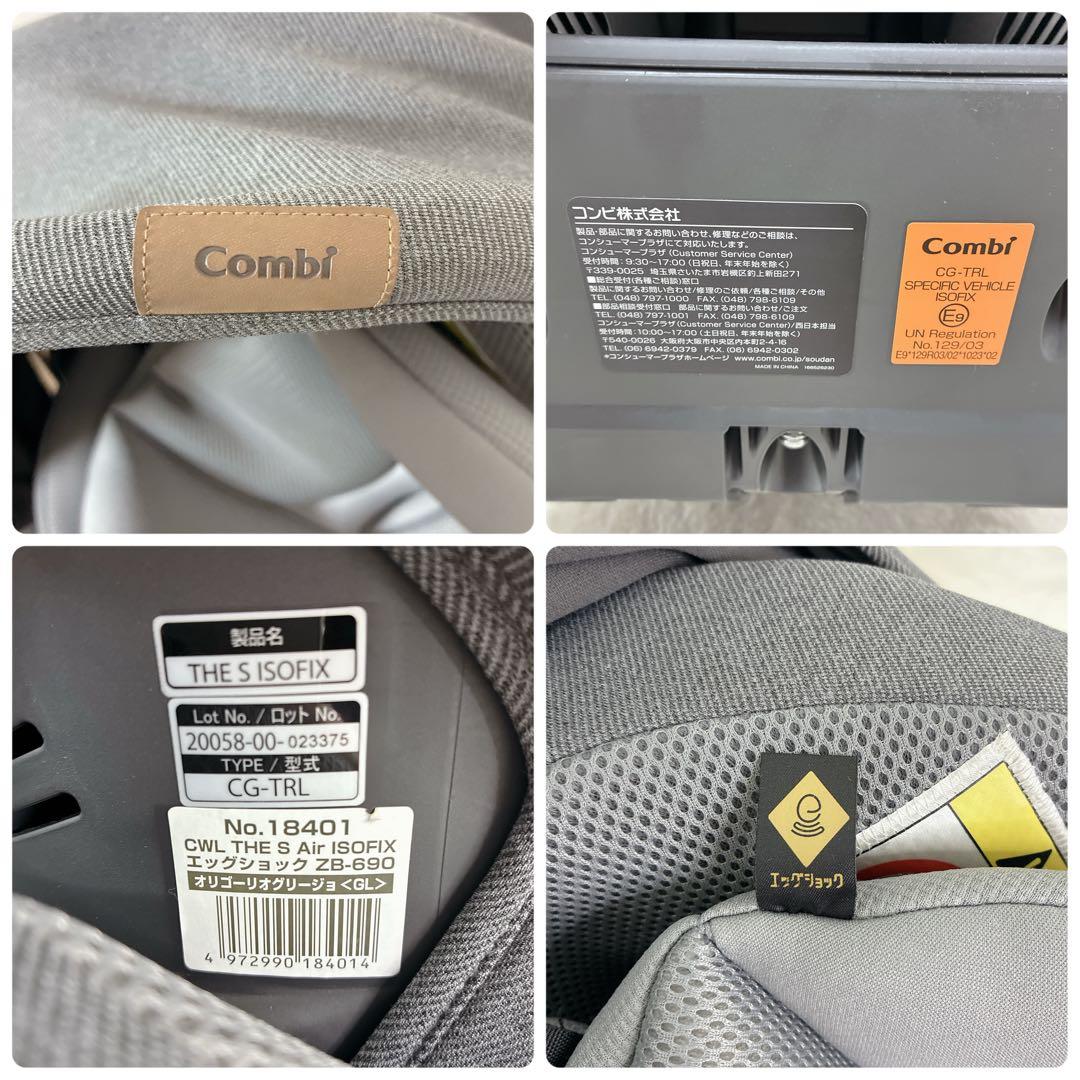 Combi
コンビ株式会社
製品・部品に関するお問い合わせ、修理などのご相談は、
コンシューマープラザにて対応いたします。
コンシューマープラザ (Customer Service Center)
受付時間:9:30〜17:00 (日祝日、年末年始を除く)
〒339-0025 埼玉県さいたま市岩槻区釣上新田271
■総合受付(各種ご相談)窓口
製品に関するお問い合わせ/修理のご依頼/各種ご相談/その他
TEL. (048) 797-1000 FAX. (048) 798-6109
■部品相談受付窓口 部品に関するお問い合わせ/ご注文
TEL. (048) 797-1001 FAX. (048) 798-6109
コンシューマープラザ(Customer Service Center)/西日本担当
受付時間:10:00〜17:00 (土日祝日、年末年始を除く)
〒540-0026 大阪府大阪市中央区内本町2-4-16
TEL. (06) 6942-0379 FAX. (06) 6942-0302
*コンシューマープラザホームページ www.combi.co.jp/soudan
MADE IN CHINA 166526230
Combi
CG-TRL
SPECIFIC VEHICLE
ISOFIX
E9
UN Regulation
No.129/03
E9*129R03/02*1023*02
製品名
THE S ISOFIX
Lot No. / ロット No.
20058-00-023375
TYPE / 型式
CG-TRL
No.18401
CWL THE S Air ISOFIX
エッグショック ZB-690
オリゴーリオグリージョ<GL>
4 972990 184014
e
エッグショック